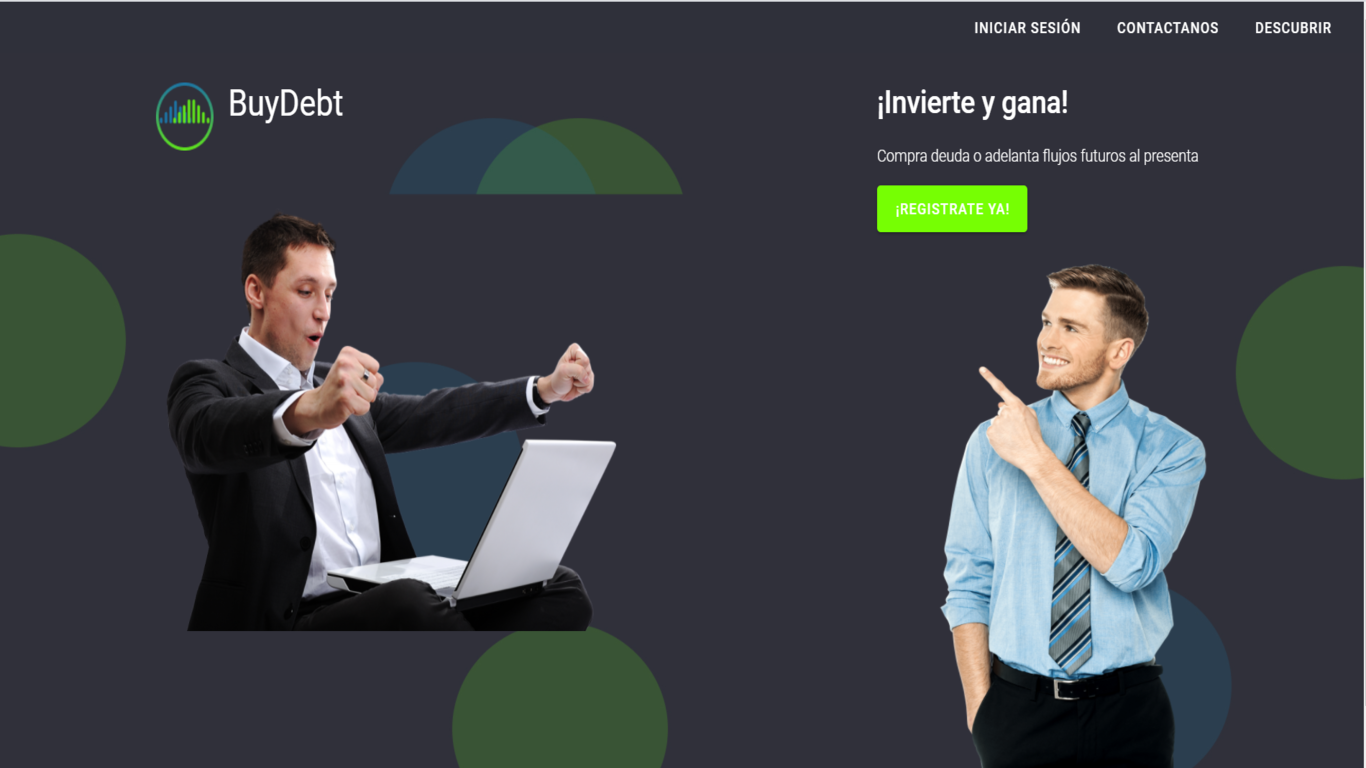 INICIAR SESIÓN
CONTACTANOS
DESCUBRIR
BuyDebt
¡Invierte y gana!
Compra deuda o adelanta flujos futuros al presenta
¡REGISTRATE YA!